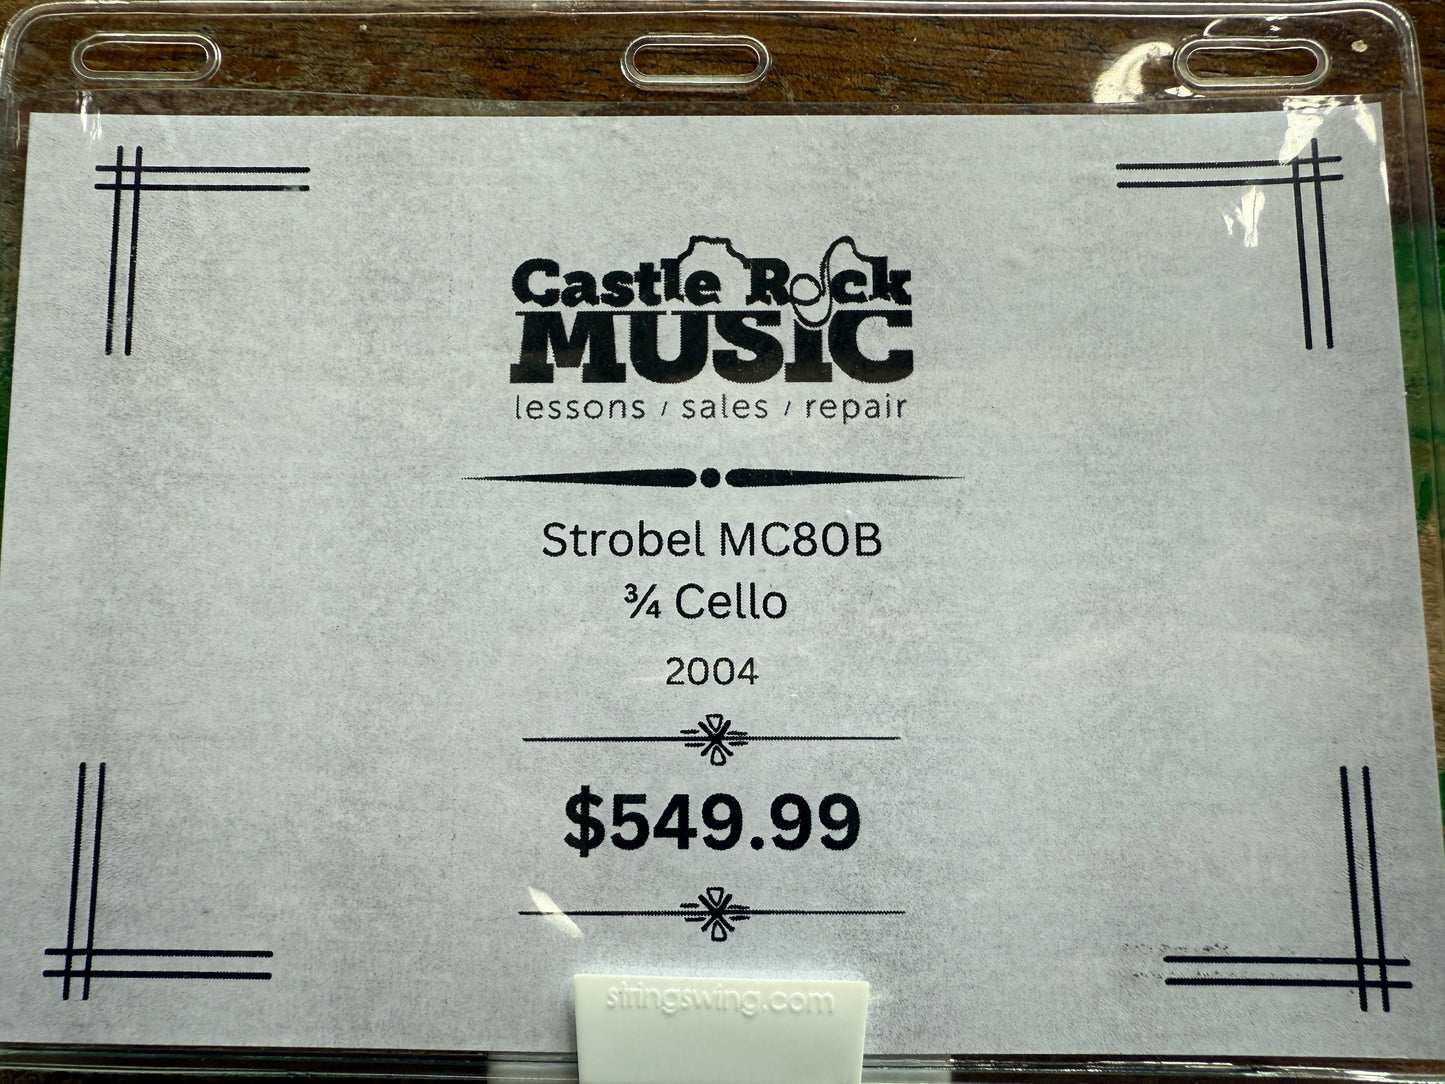 Castle Rock
MUSiC
lessons / sales / repair
Strobel MC80B
¾ Cello
2004
$549.99
stringswing.com